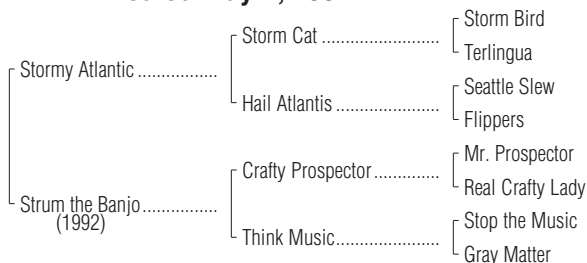 Storm Bird
Storm Cat
Terlingua
Stormy Atlantic
Seattle Slew
Hail Atlantis
Flippers
Mr. Prospector
Crafty Prospector
Real Crafty Lady
Strum the Banjo
(1992)
Stop the Music
Think Music
Gray Matter